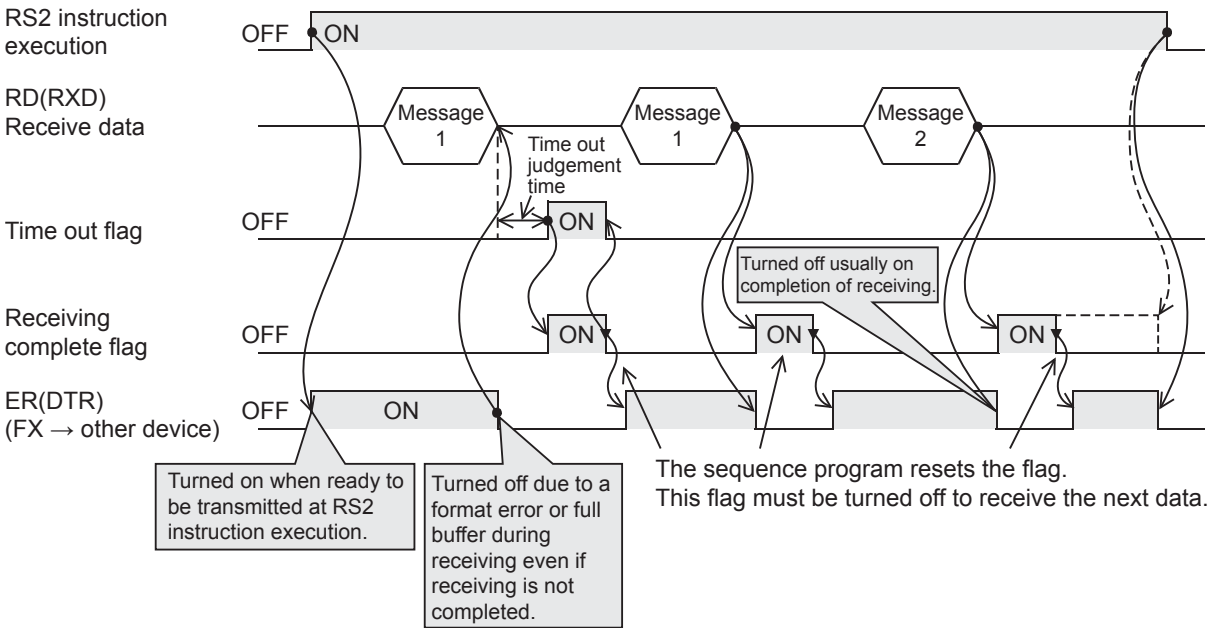 RS2 instruction
execution
OFF
ON
RD(RXD)
Receive data
Message
1
Message
1
Message
2
Time out
judgement
time
Time out flag
OFF
ON
Turned off usually on
completion of receiving.
Receiving
complete flag
OFF
ON
ON
ON
ER(DTR)
(FX → other device)
OFF
ON
Turned on when ready to
be transmitted at RS2
instruction execution.
Turned off due to a
format error or full
buffer during
receiving even if
receiving is not
completed.
The sequence program resets the flag.
This flag must be turned off to receive the next data.